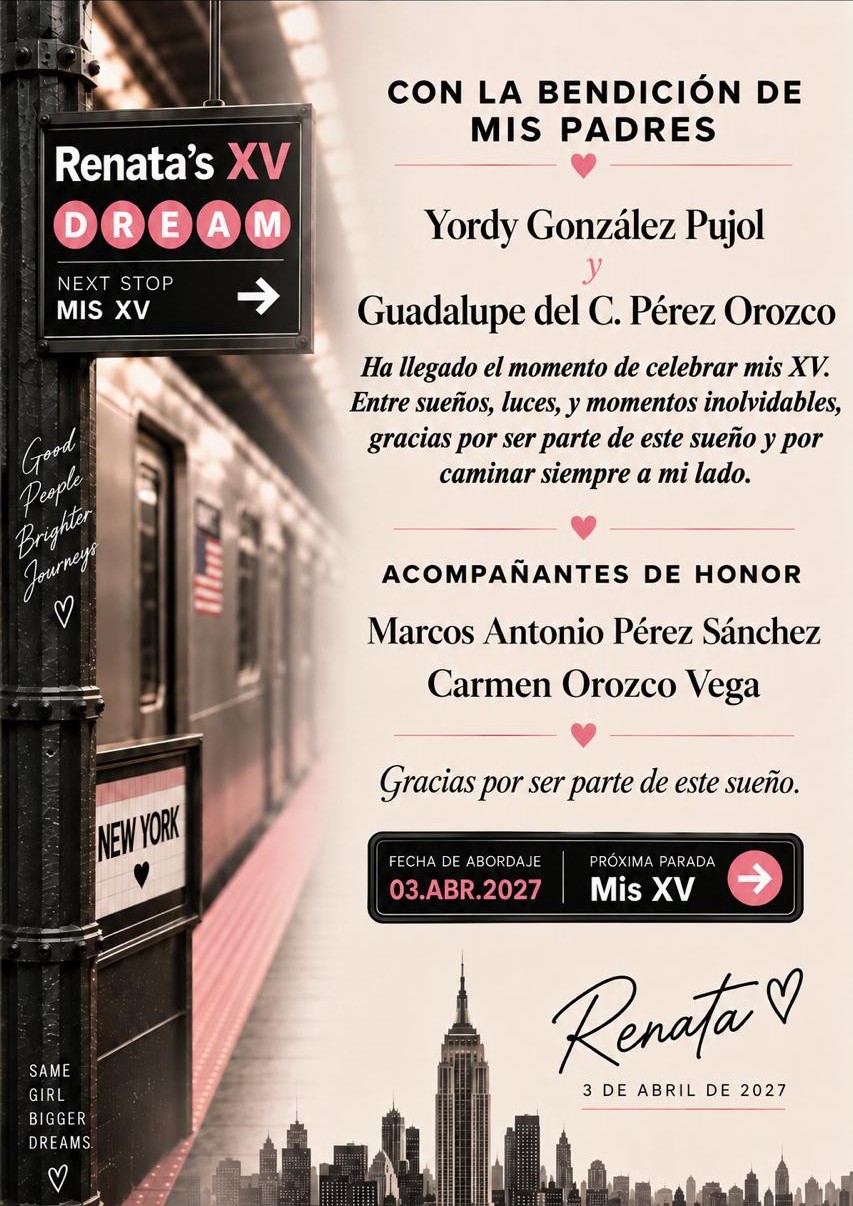 Renata's XV
DREAM
NEXT STOP
MIS XV
Good
People
Brighter
Journeys
NEW YORK
SAME
GIRL
BIGGER
DREAMS
CON LA BENDICIÓN DE
MIS PADRES
Yordy González Pujol
y
Guadalupe del C. Pérez Orozco
Ha llegado el momento de celebrar mis XV.
Entre sueños, luces, y momentos inolvidables,
gracias por ser parte de este sueño y por
caminar siempre a mi lado.
ACOMPAÑANTES DE HONOR
Marcos Antonio Pérez Sánchez
Carmen Orozco Vega
Gracias por ser parte de este sueño.
FECHA DE ABORDAJE
03.ABR.2027
PRÓXIMA PARADA
Mis XV
Renata
3 DE ABRIL DE 2027